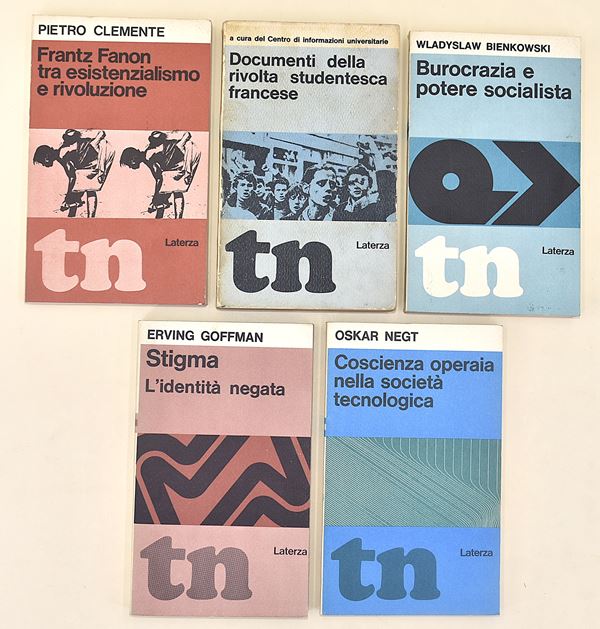 PIETRO CLEMENTE
Frantz Fanon
tra esistenzialismo
e rivoluzione
Laterza
tn
a cura del Centro di informazioni universitarie
Documenti della
rivolta studentesca
francese
Laterza
tn
WLADYSLAW BIENKOWSKI
Burocrazia e
potere socialista
Laterza
tn
ERVING GOFFMAN
Stigma
L'identità negata
Laterza
tn
OSKAR NEGT
Coscienza operaia
nella società
tecnologica
Laterza
tn